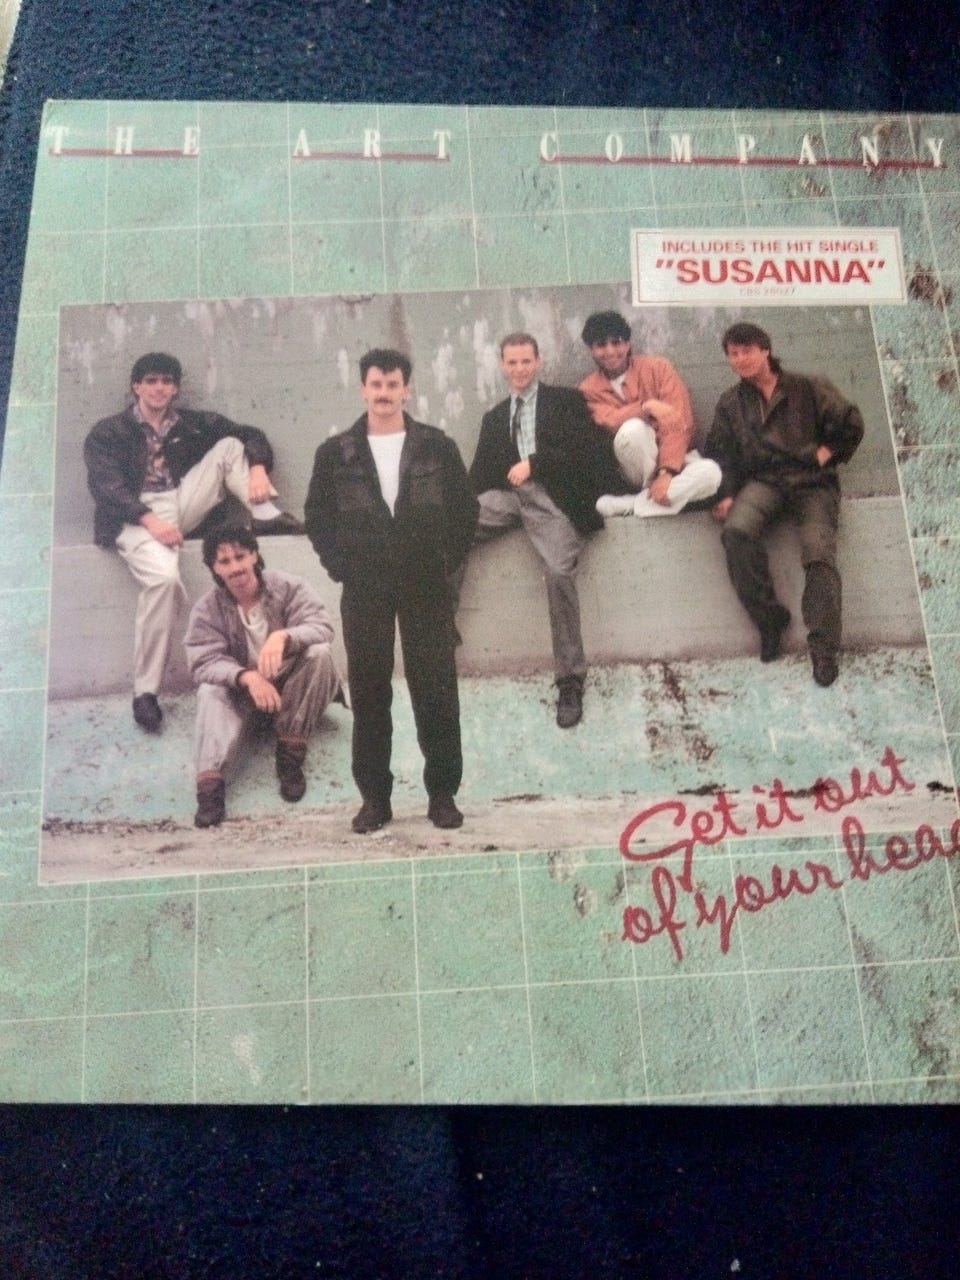 THE ART COMPANY
INCLUDES THE HIT SINGLE
"SUSANNA"
Get it out
of your head